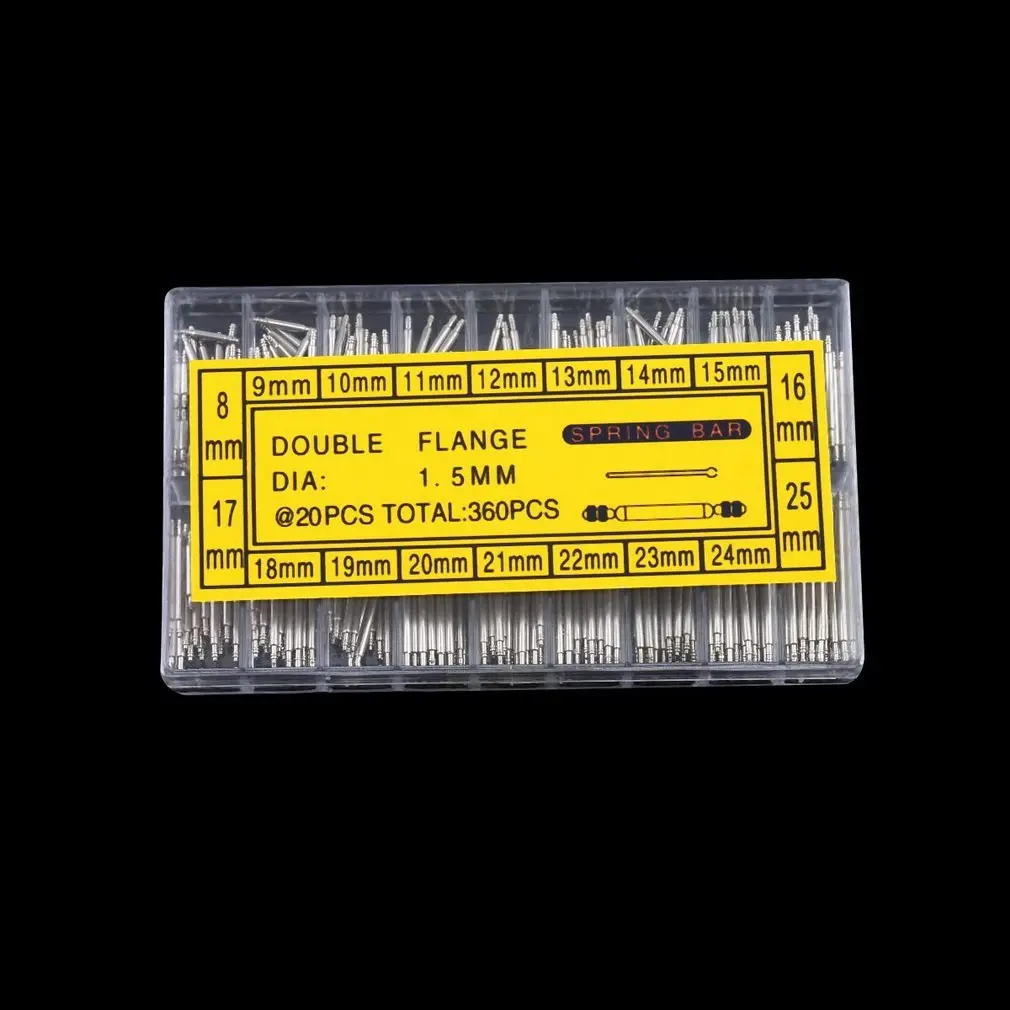 8 mm
9mm 10mm 11mm 12mm 13mm 14mm 15mm
16 mm
DOUBLE FLANGE SPRING BAR
DIA: 1.5MM
@20PCS TOTAL:360PCS
17 mm
25 mm
18mm 19mm 20mm 21mm 22mm 23mm 24mm